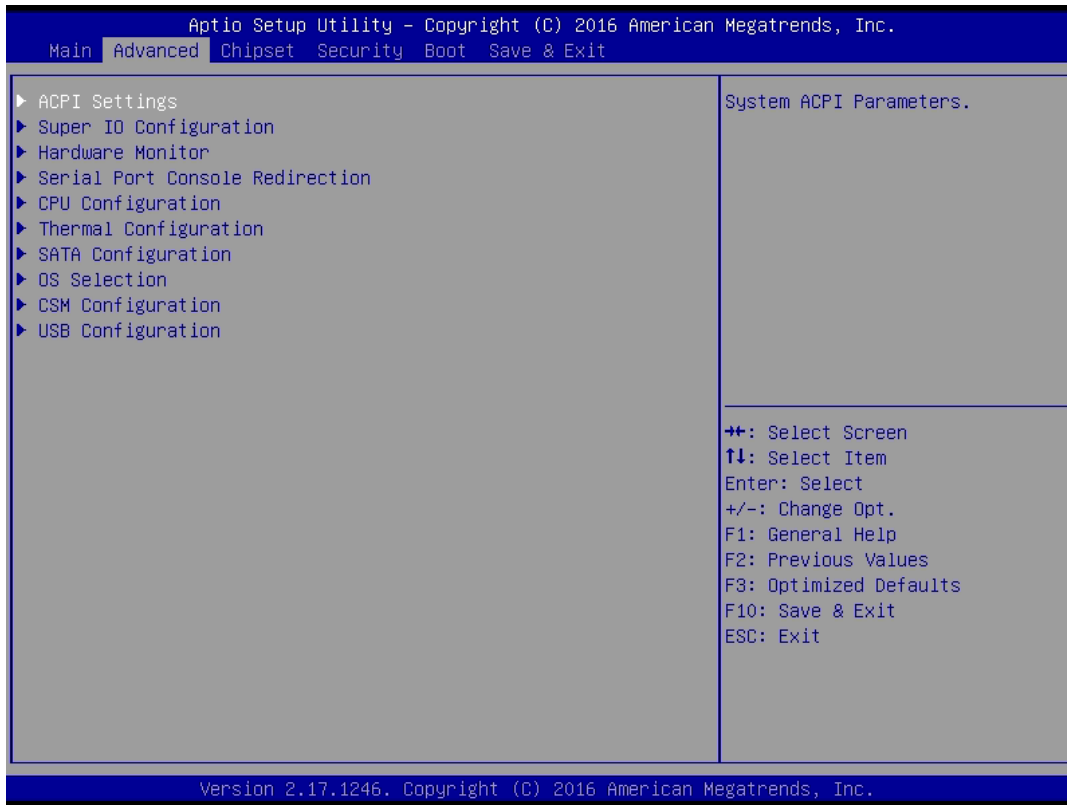 Aptio Setup Utility – Copyright (C) 2016 American Megatrends, Inc.
Main Advanced Chipset Security Boot Save & Exit
▶ ACPI Settings
▶ Super IO Configuration
▶ Hardware Monitor
▶ Serial Port Console Redirection
▶ CPU Configuration
▶ Thermal Configuration
▶ SATA Configuration
▶ OS Selection
▶ CSM Configuration
▶ USB Configuration
System ACPI Parameters.
→←: Select Screen
↑↓: Select Item
Enter: Select
+/-: Change Opt.
F1: General Help
F2: Previous Values
F3: Optimized Defaults
F10: Save & Exit
ESC: Exit
Version 2.17.1246. Copyright (C) 2016 American Megatrends, Inc.